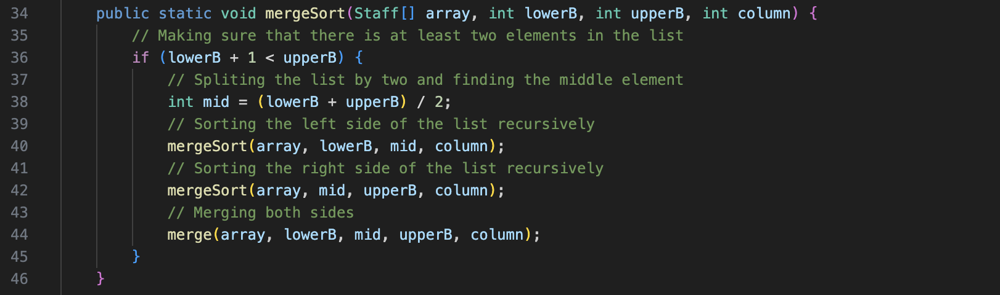 34 public static void mergeSort(Staff[] array, int lowerB, int upperB, int column) {
35 // Making sure that there is at least two elements in the list
36 if (lowerB + 1 < upperB) {
37 // Spliting the list by two and finding the middle element
38 int mid = (lowerB + upperB) / 2;
39 // Sorting the left side of the list recursively
40 mergeSort(array, lowerB, mid, column);
41 // Sorting the right side of the list recursively
42 mergeSort(array, mid, upperB, column);
43 // Merging both sides
44 merge(array, lowerB, mid, upperB, column);
45 }
46 }